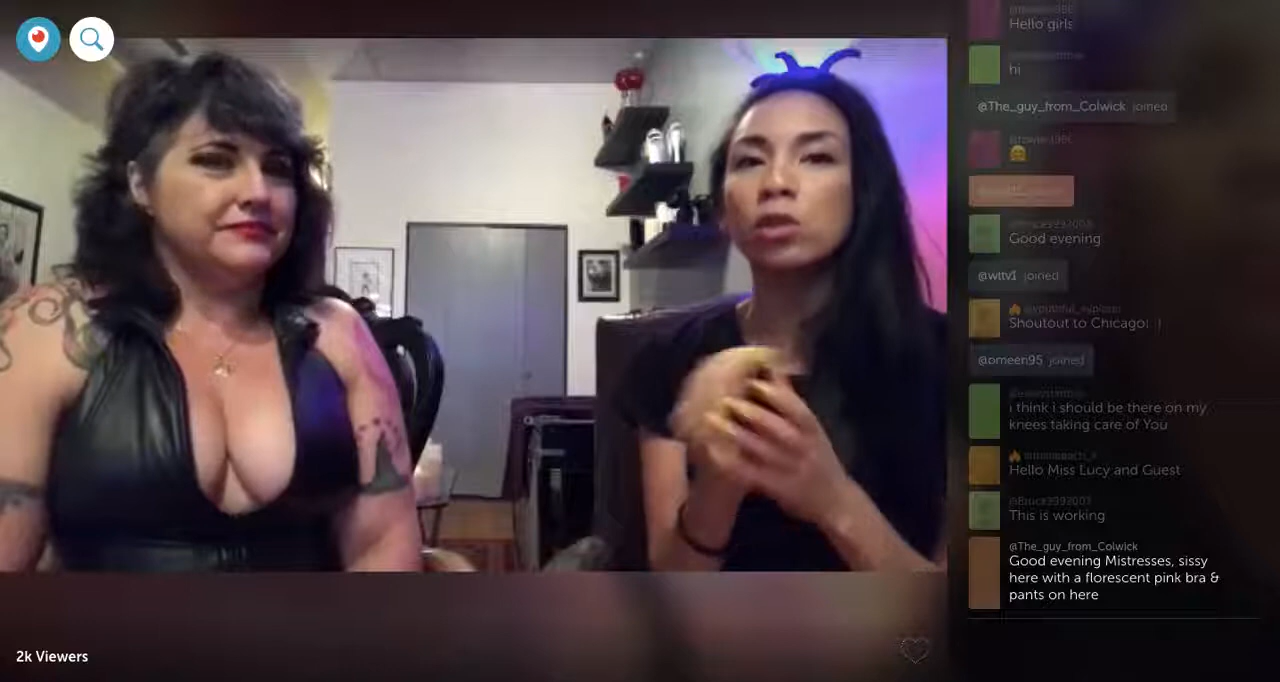 Hello girls
hi
@The_guy_from_Colwick joined
Good evening
@wttv1 joined
Shoutout to Chicago! :)
@omeen95 joined
i think i should be there on my
knees taking care of You
Hello Miss Lucy and Guest
@Bruce3993003
This is working
@The_guy_from_Colwick
Good evening Mistresses, sissy
here with a florescent pink bra &
pants on here
2k Viewers